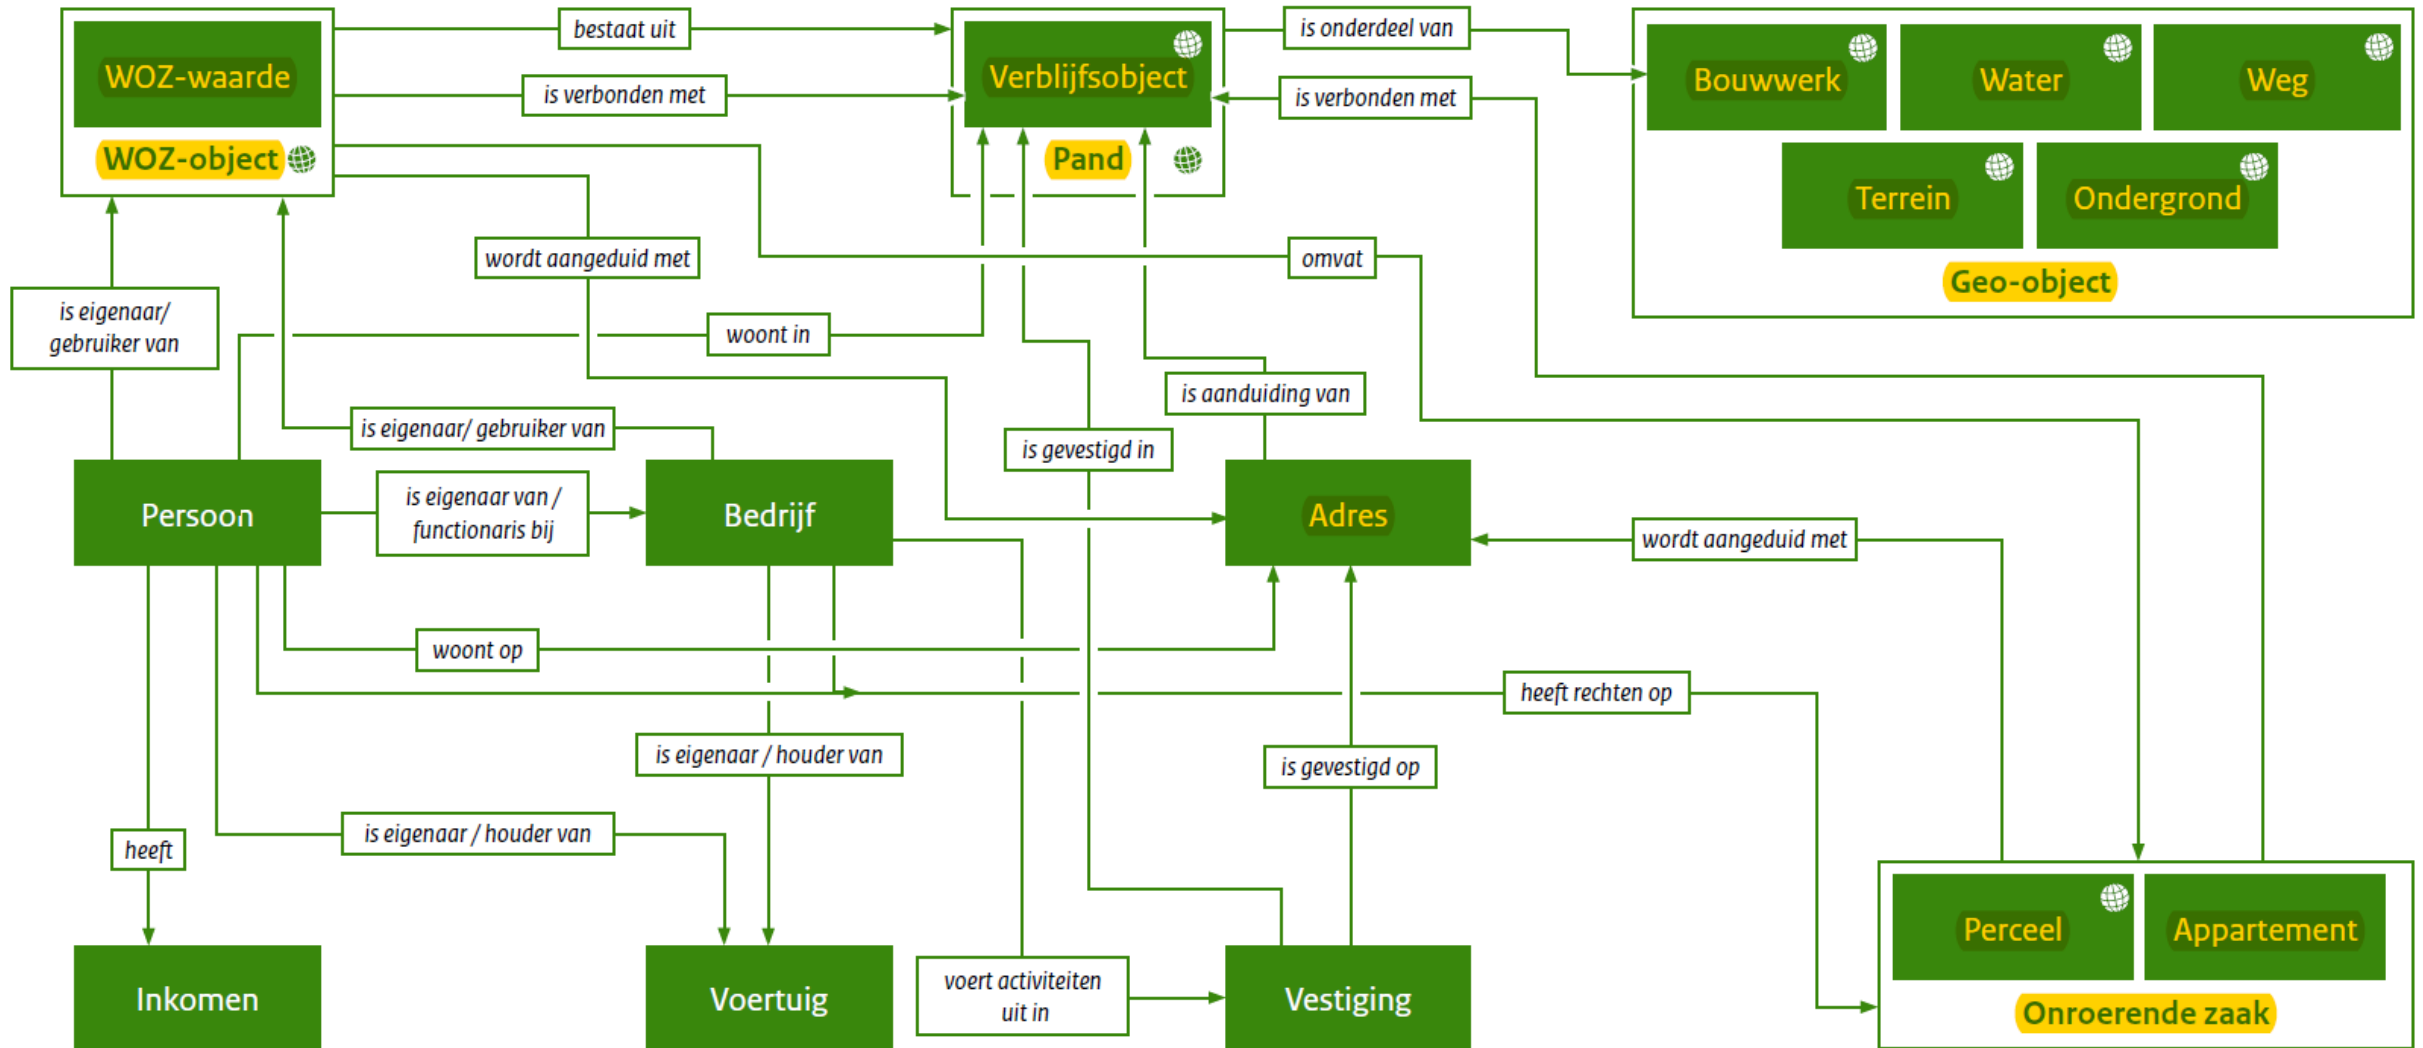 bestaat uit
is onderdeel van
WOZ-waarde
Verblijfsobject
Bouwwerk
Water
Weg
is verbonden met
is verbonden met
WOZ-object
Pand
Terrein
Ondergrond
wordt aangeduid met
omvat
Geo-object
is eigenaar/
gebruiker van
woont in
is aanduiding van
is eigenaar/ gebruiker van
is gevestigd in
Persoon
is eigenaar van /
functionaris bij
Bedrijf
Adres
wordt aangeduid met
woont op
heeft rechten op
is eigenaar / houder van
is gevestigd op
is eigenaar / houder van
heeft
Perceel
Appartement
Inkomen
Voertuig
voert activiteiten
uit in
Vestiging
Onroerende zaak